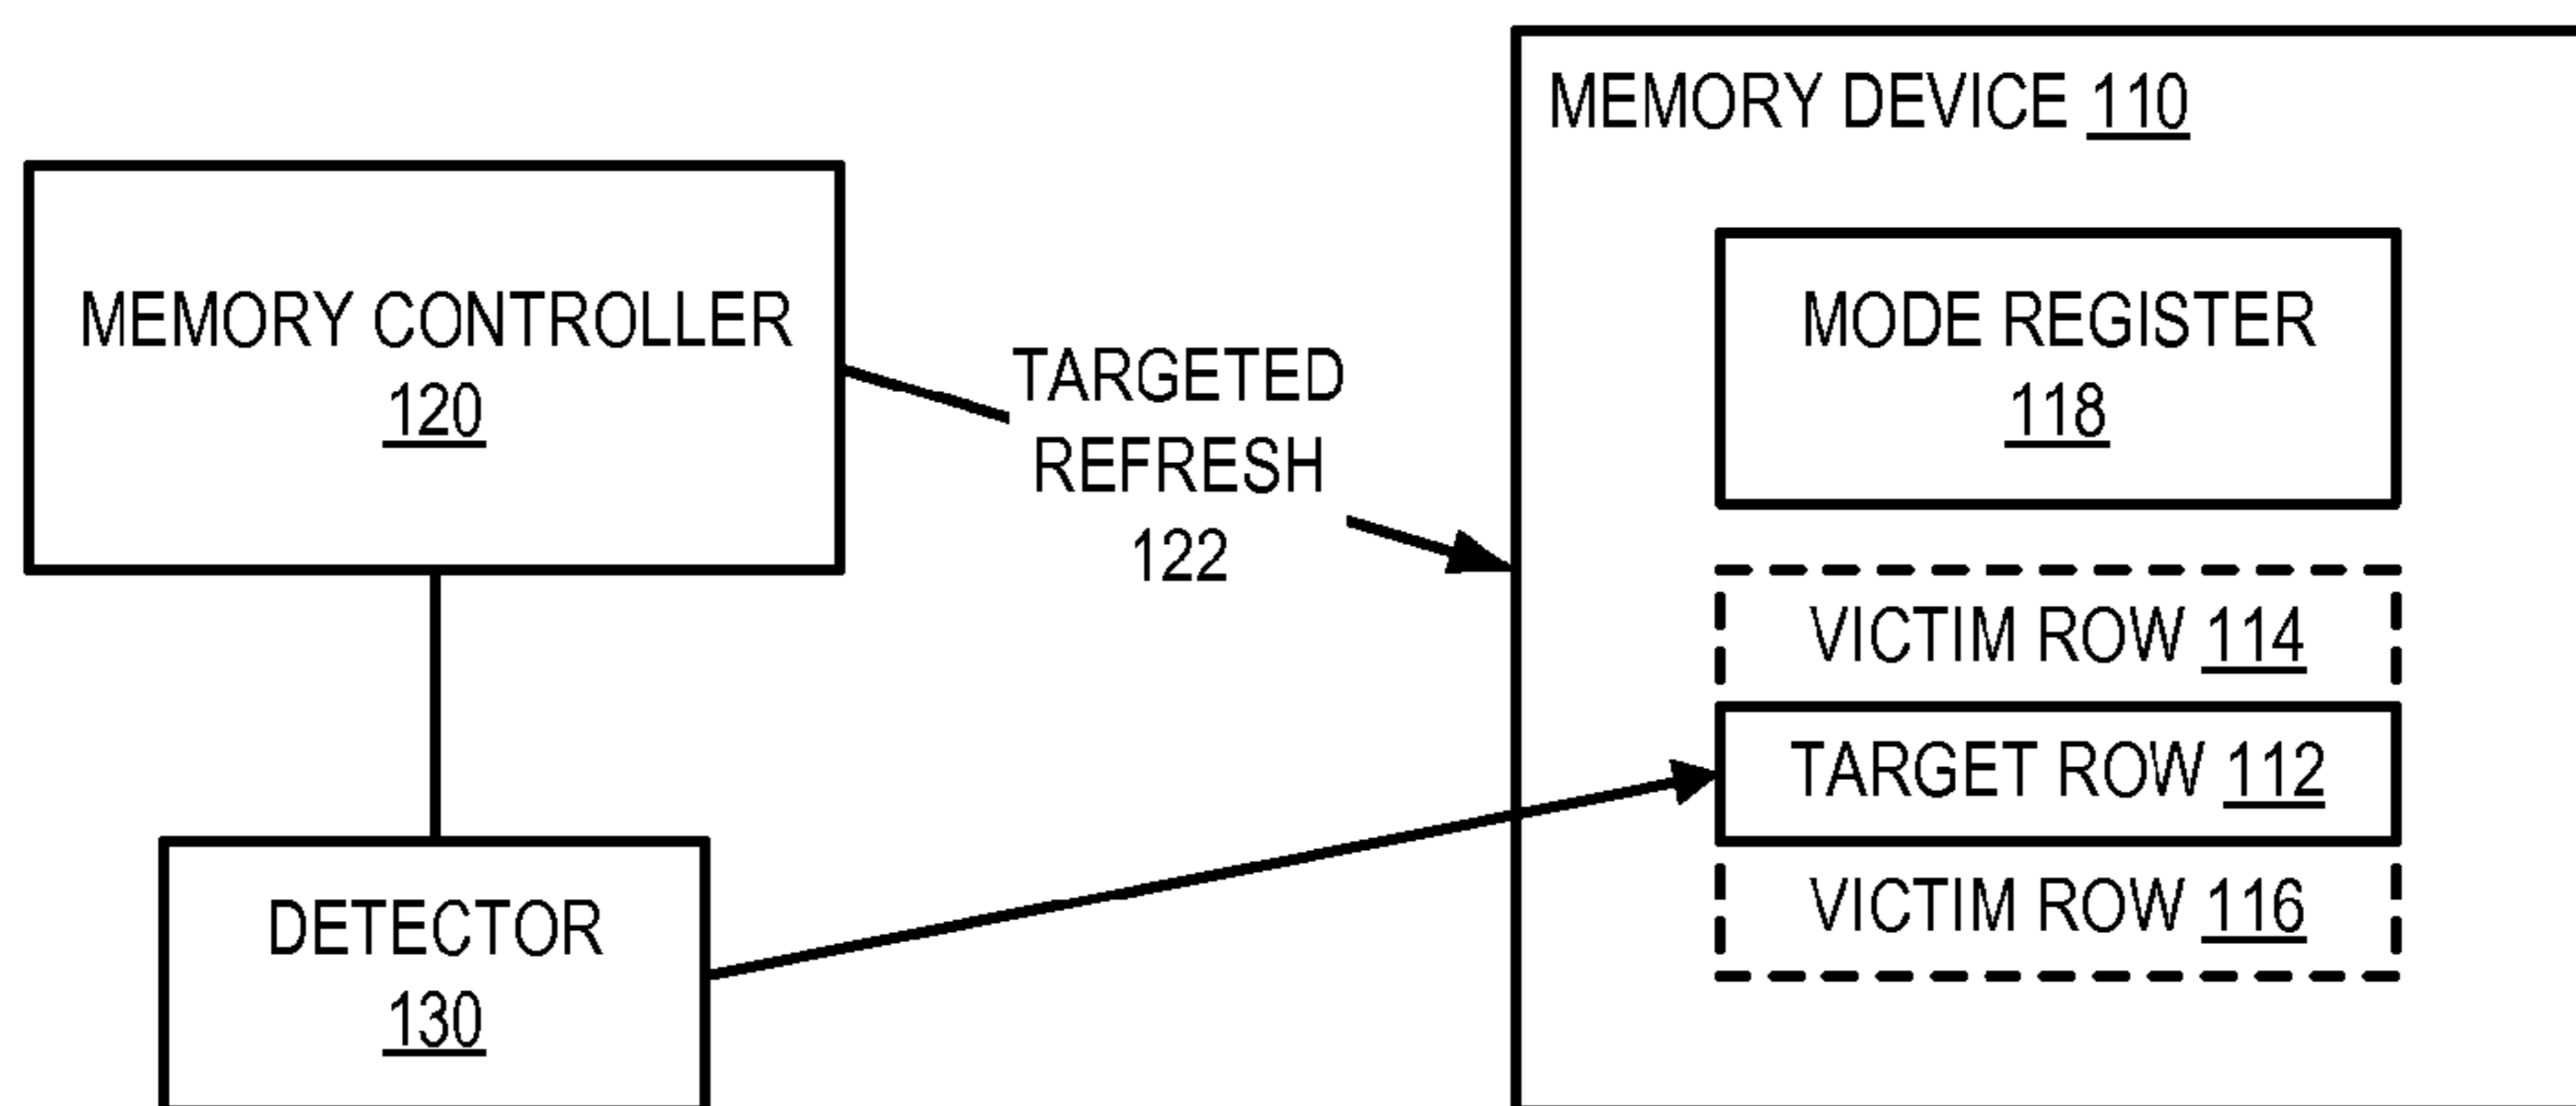 MEMORY DEVICE 110
MEMORY CONTROLLER
120
TARGETED
REFRESH
122
MODE REGISTER
118
VICTIM ROW 114
TARGET ROW 112
VICTIM ROW 116
DETECTOR
130